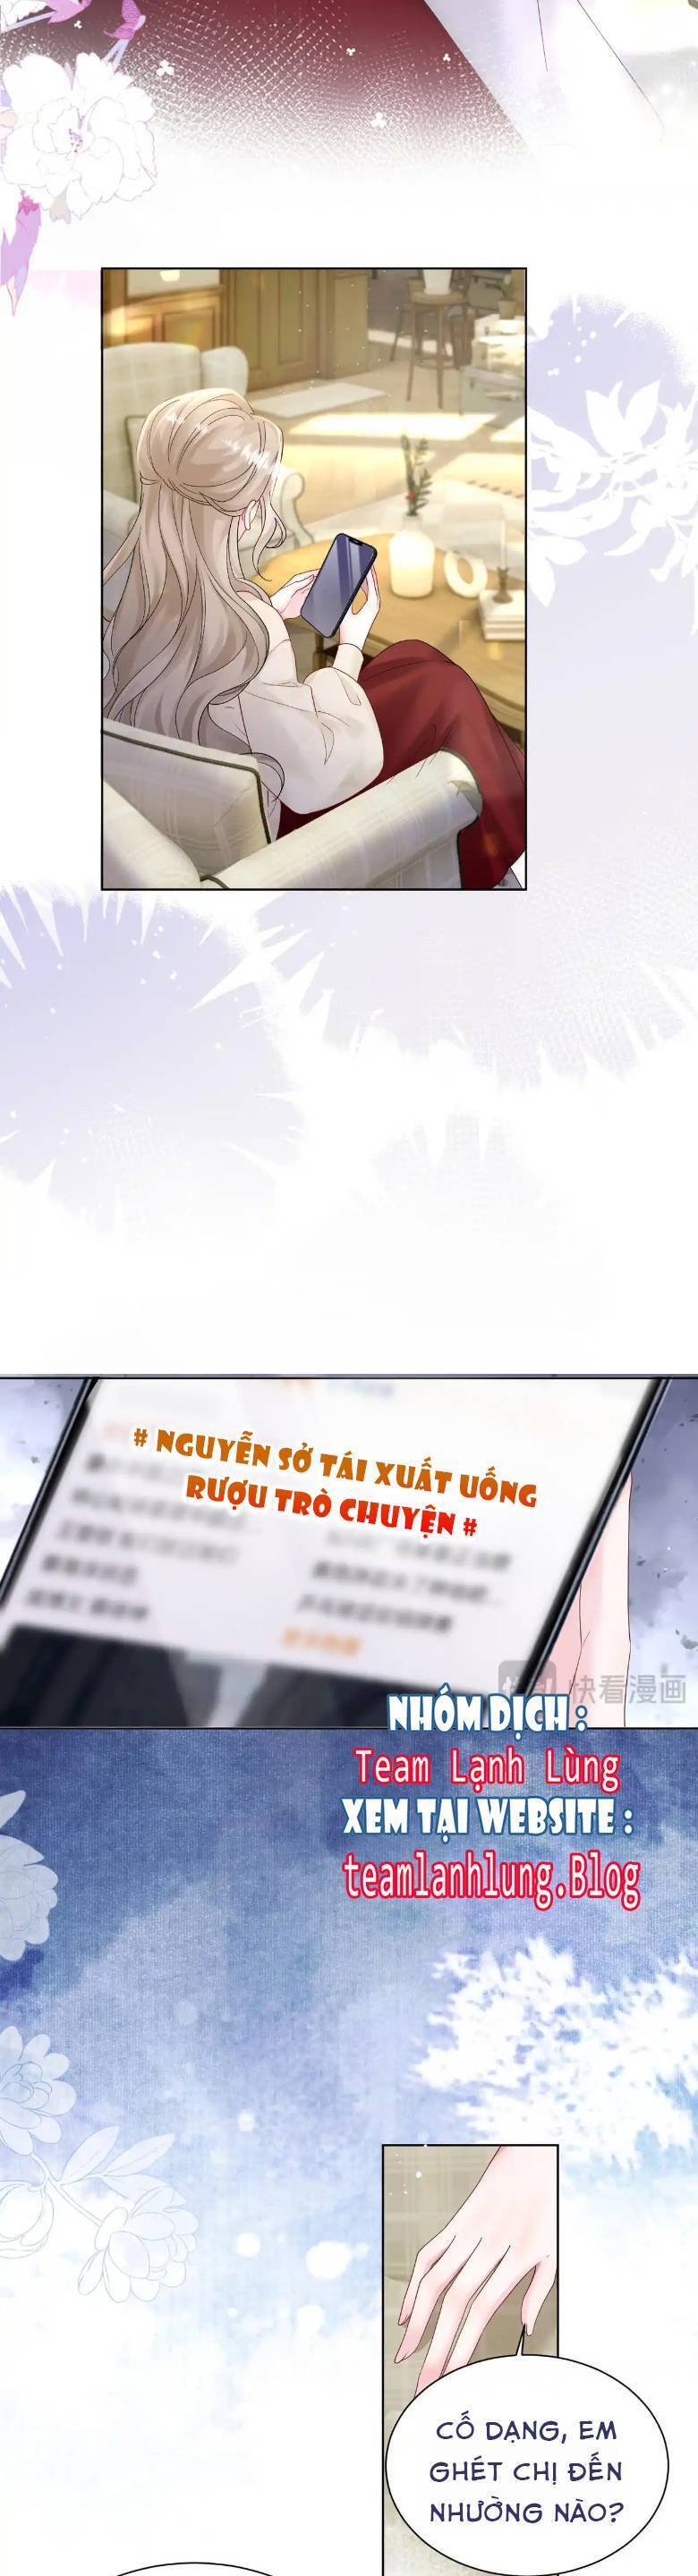 # NGUYỄN SỞ TÁI XUẤT UỐNG
RƯỢU TRÒ CHUYỆN #
快看漫画
NHÓM DỊCH :
Team Lạnh Lùng
XEM TẠI WEBSITE :
teamlanhlung.Blog
CỐ DẠNG, EM
GHÉT CHỊ ĐẾN
NHƯỜNG NÀO?